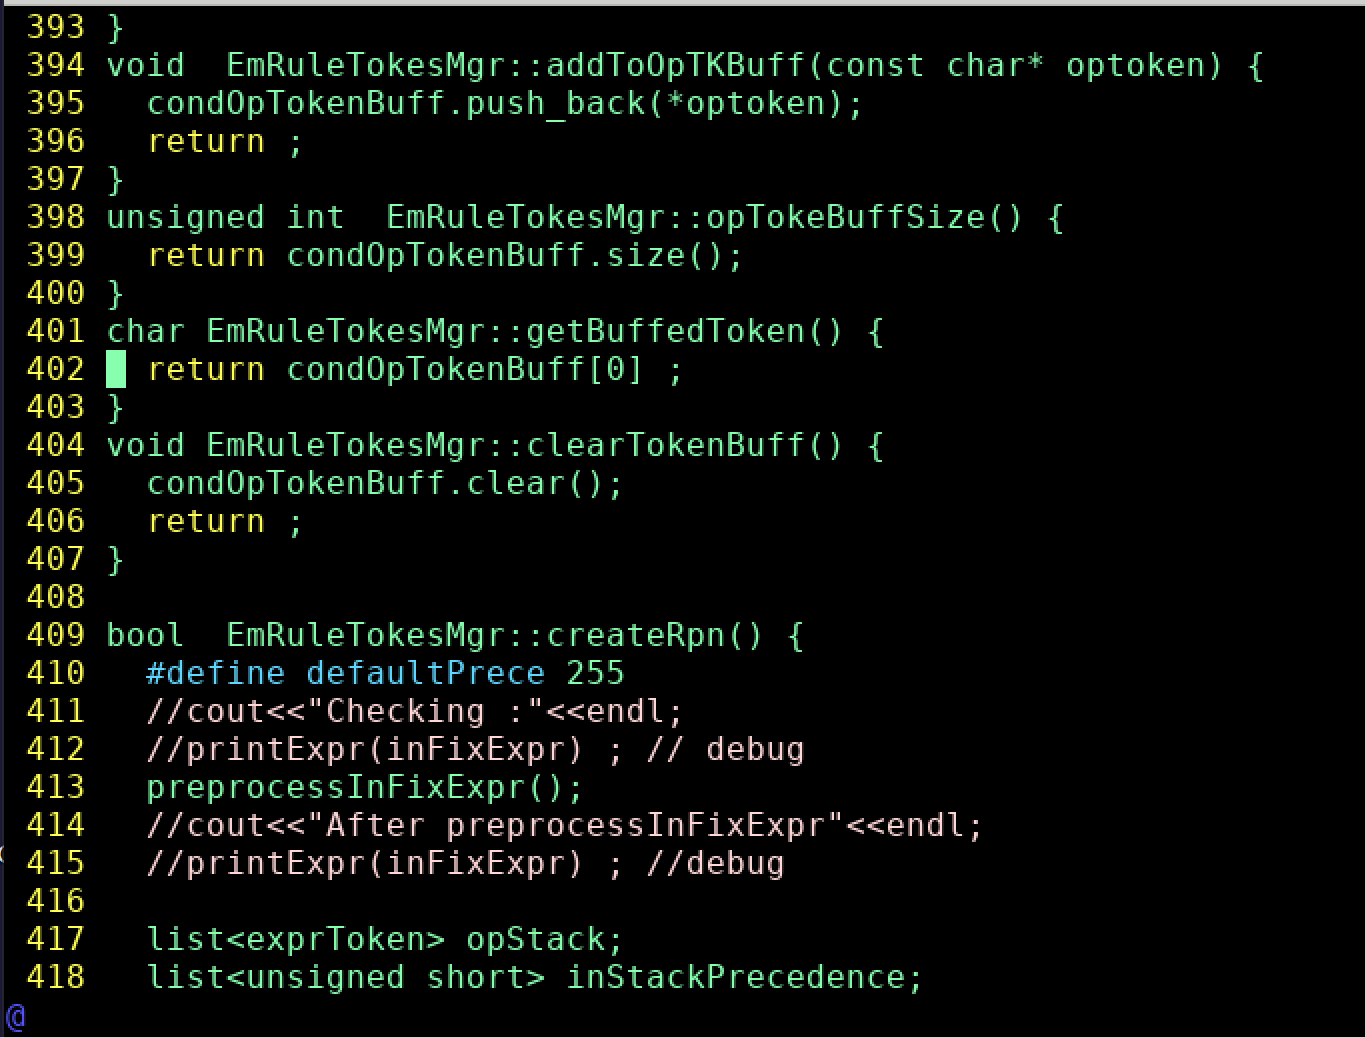 393 }
394 void  EmRuleTokesMgr::addToOpTKBuff(const char* optoken) {
395   condOpTokenBuff.push_back(*optoken);
396   return ;
397 }
398 unsigned int  EmRuleTokesMgr::opTokeBuffSize() {
399   return condOpTokenBuff.size();
400 }
401 char EmRuleTokesMgr::getBuffedToken() {
402   return condOpTokenBuff[0] ;
403 }
404 void EmRuleTokesMgr::clearTokenBuff() {
405   condOpTokenBuff.clear();
406   return ;
407 }
408
409 bool  EmRuleTokesMgr::createRpn() {
410   #define defaultPrece 255
411   //cout<<"Checking :"<<endl;
412   //printExpr(inFixExpr) ; // debug
413   preprocessInFixExpr();
414   //cout<<"After preprocessInFixExpr"<<endl;
415   //printExpr(inFixExpr) ; //debug
416
417   list<exprToken> opStack;
418   list<unsigned short> inStackPrecedence;
@